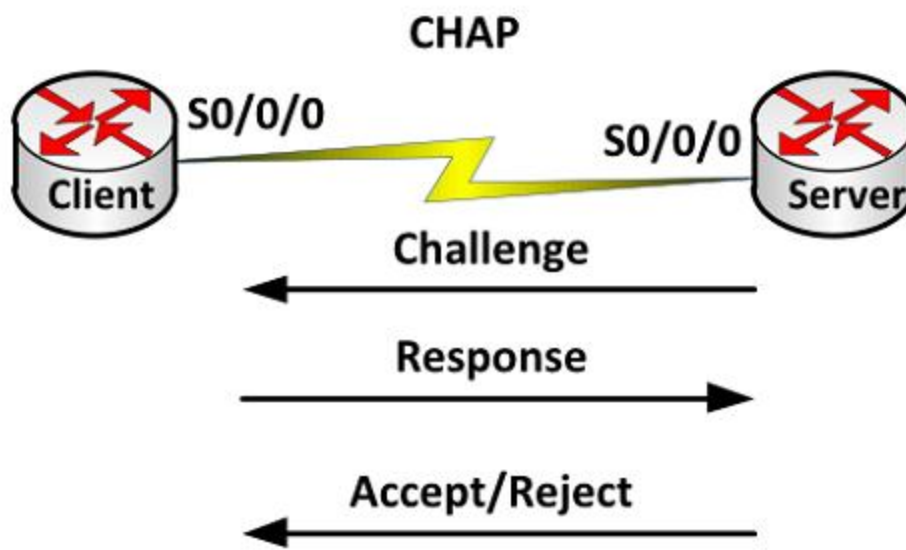 CHAP
S0/0/0
S0/0/0
Client
Server
Challenge
Response
Accept/Reject